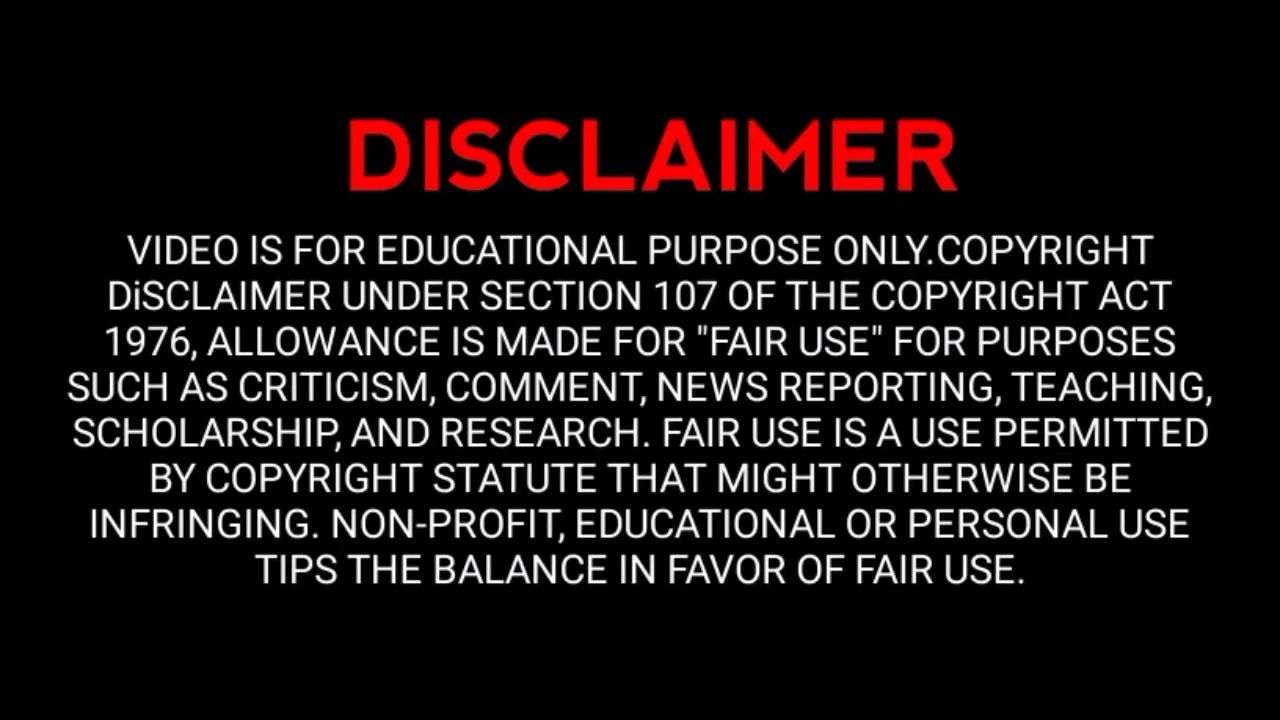 DISCLAIMER
VIDEO IS FOR EDUCATIONAL PURPOSE ONLY.COPYRIGHT
DiSCLAIMER UNDER SECTION 107 OF THE COPYRIGHT ACT
1976, ALLOWANCE IS MADE FOR "FAIR USE" FOR PURPOSES
SUCH AS CRITICISM, COMMENT, NEWS REPORTING, TEACHING,
SCHOLARSHIP, AND RESEARCH. FAIR USE IS A USE PERMITTED
BY COPYRIGHT STATUTE THAT MIGHT OTHERWISE BE
INFRINGING. NON-PROFIT, EDUCATIONAL OR PERSONAL USE
TIPS THE BALANCE IN FAVOR OF FAIR USE.